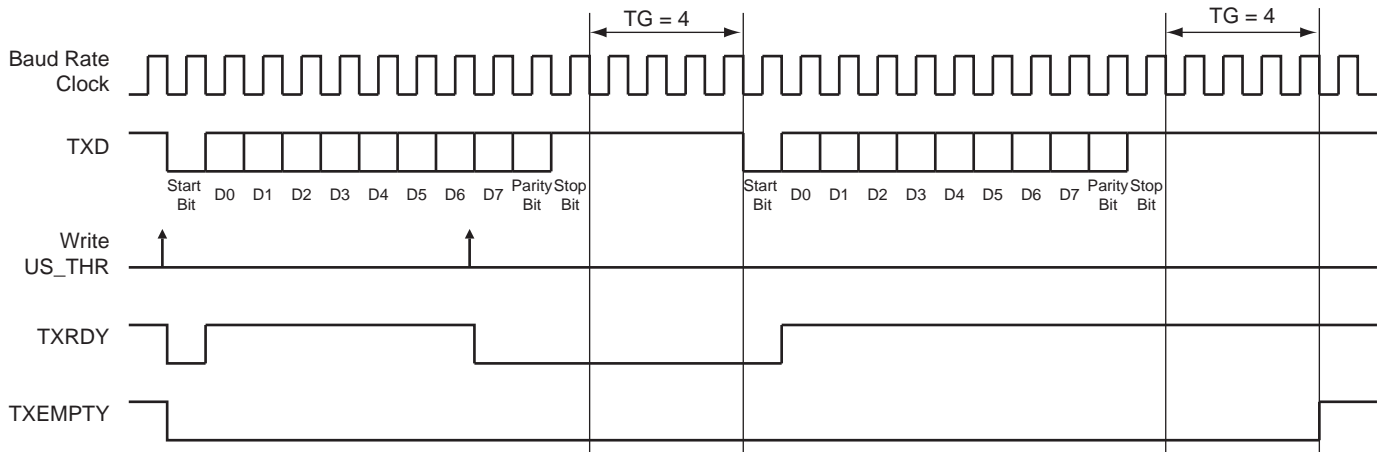 TG = 4
TG = 4
Baud Rate
Clock
TXD
Start
Bit
D0
D1
D2
D3
D4
D5
D6
D7
Parity
Bit
Stop
Bit
Start
Bit
D0
D1
D2
D3
D4
D5
D6
D7
Parity
Bit
Stop
Bit
Write
US_THR
TXRDY
TXEMPTY